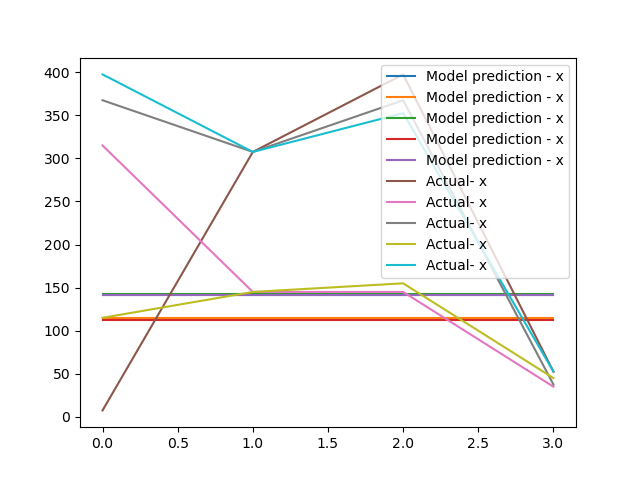 400
350
300
250
200
150
100
50
0
0.0 0.5 1.0 1.5 2.0 2.5 3.0
Model prediction - x
Model prediction - x
Model prediction - x
Model prediction - x
Model prediction - x
Actual- x
Actual- x
Actual- x
Actual- x
Actual- x